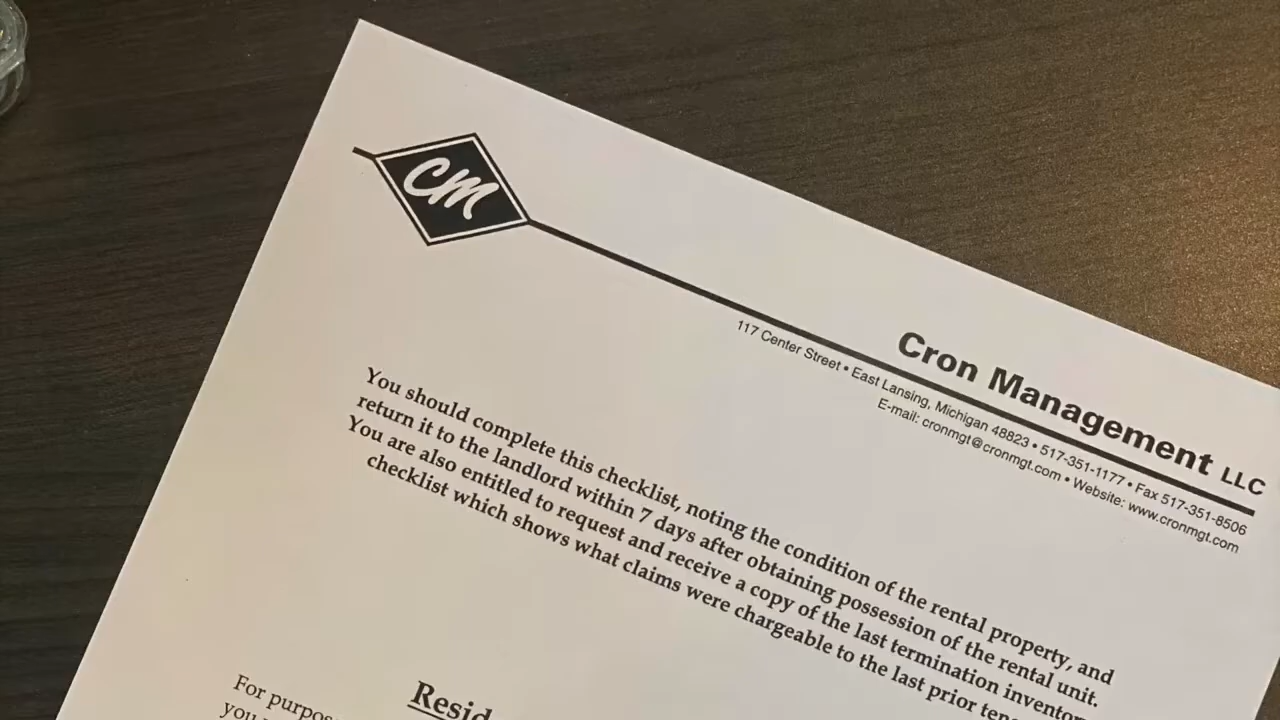 CM
Cron Management LLC
117 Center Street • East Lansing, Michigan 48823 • 517-351-1177 • Fax 517-351-8506
E-mail: cronmgt@cronmgt.com • Website: www.cronmgt.com
You should complete this checklist, noting the condition of the rental property, and
return it to the landlord within 7 days after obtaining possession of the rental unit.
You are also entitled to request and receive a copy of the last termination
checklist which shows what claims were chargeable to the last prior
For